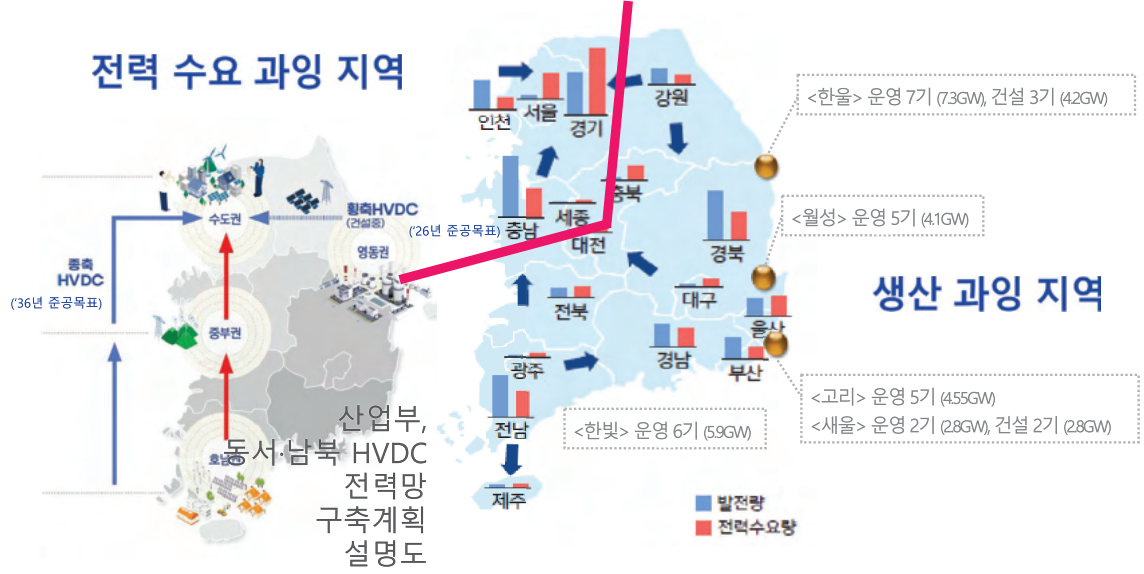 전력 수요 과잉 지역
인천
서울
경기
강원
<한울> 운영 7기 (7.3GW), 건설 3기 (4.2GW)
수도권
횡축HVDC
(건설중)
('26년 준공목표)
영동권
종축
HVDC
('36년 준공목표)
중부권
호남권
충남
세종
대전
충북
경북
<월성> 운영 5기 (4.1GW)
생산 과잉 지역
전북
대구
울산
광주
경남
부산
전남
제주
<한빛> 운영 6기 (5.9GW)
<고리> 운영 5기 (4.55GW)
<새울> 운영 2기 (2.8GW), 건설 2기 (2.8GW)
산업부,
동서·남북 HVDC
전력망
구축계획
설명도
발전량
전력수요량